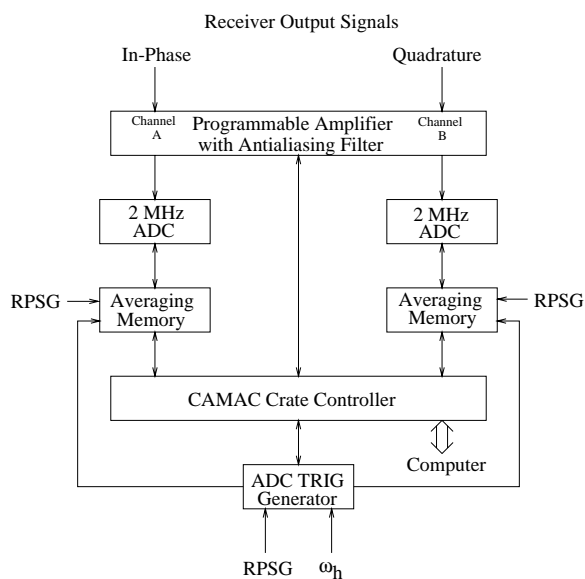 Receiver Output Signals
In-Phase
Quadrature
Channel
A
Programmable Amplifier
with Antialiasing Filter
Channel
B
2 MHz
ADC
2 MHz
ADC
RPSG
Averaging
Memory
Averaging
Memory
RPSG
CAMAC Crate Controller
Computer
ADC TRIG
Generator
RPSG
ωh